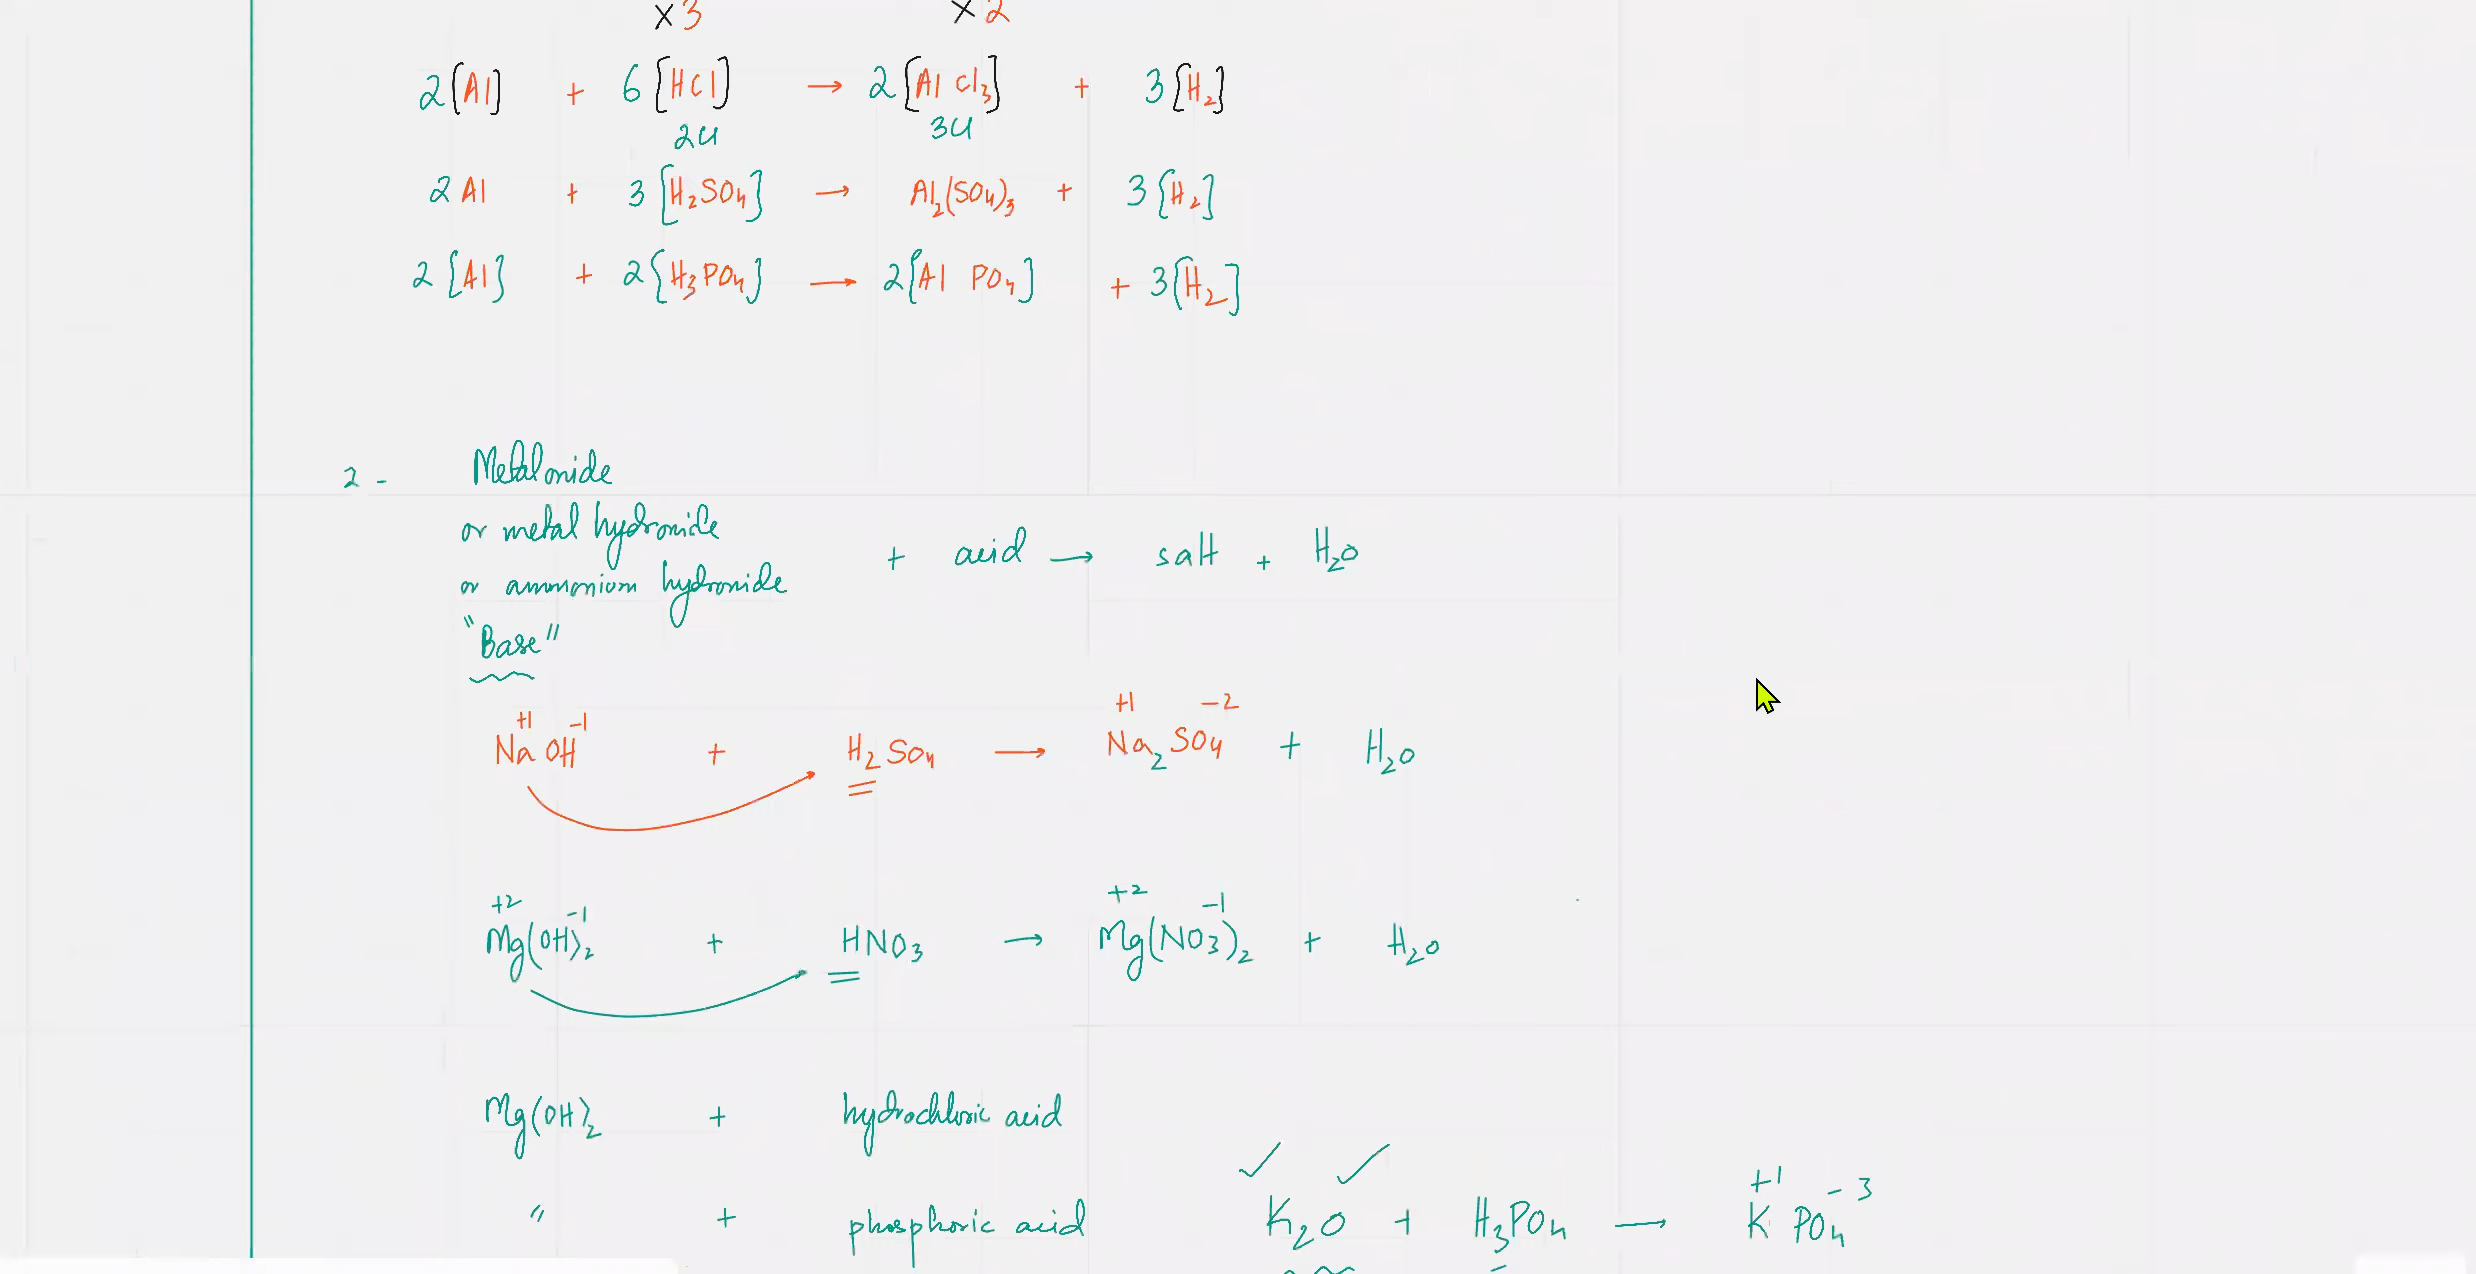 ×3 ×2
2[Al] + 6[HCl] → 2[AlCl₃] + 3[H₂]
2Cl 3Cl
2Al + 3[H₂SO₄] → Al₂(SO₄)₃ + 3[H₂]
2[Al] + 2[H₃PO₄] → 2[Al PO₄] + 3[H₂]
2 - Metal oxide
or metal hydroxide
or ammonium hydroxide + acid → salt + H₂O
"Base"
+1 -1 +1 -2
NaOH + H₂SO₄ → Na₂SO₄ + H₂O
+2 -1 +2 -1
Mg(OH)₂ + HNO₃ → Mg(NO₃)₂ + H₂O
Mg(OH)₂ + hydrochloric acid
✓ ✓ +1 -3
" + phosphoric acid K₂O + H₃PO₄ → K PO₄